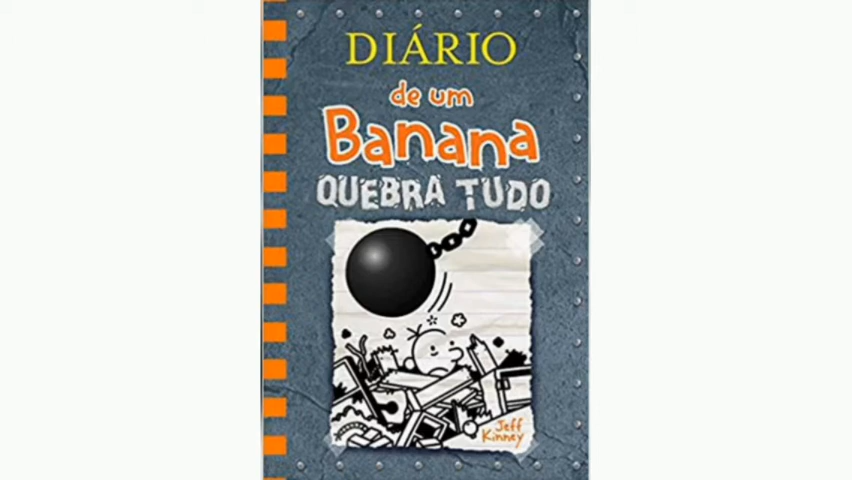 DIÁRIO
de um
Banana
QUEBRA TUDO
Jeff
Kinney